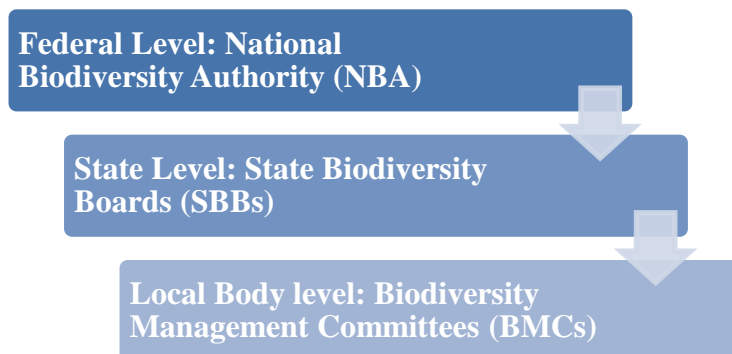 Federal Level: National
Biodiversity Authority (NBA)
State Level: State Biodiversity
Boards (SBBs)
Local Body level: Biodiversity
Management Committees (BMCs)